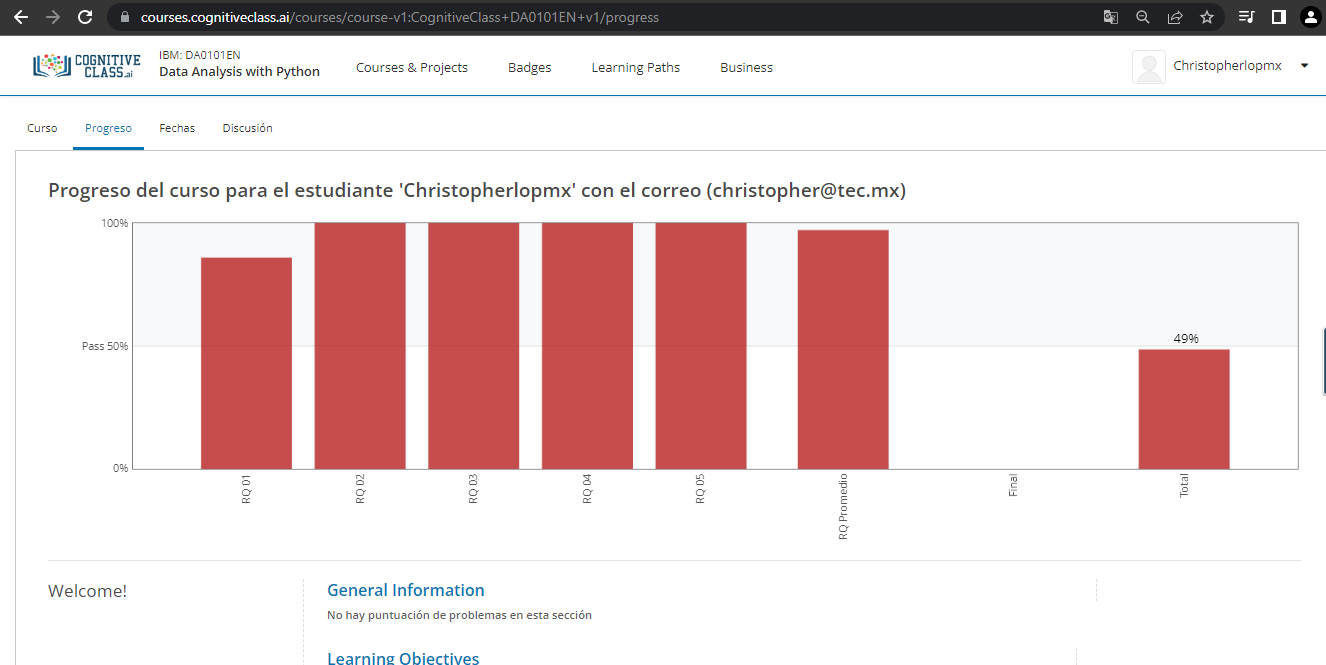 courses.cognitiveclass.ai/courses/course-v1:CognitiveClass+DA0101EN+v1/progress
COGNITIVE
CLASS.ai
IBM: DA0101EN
Data Analysis with Python
Courses & Projects
Badges
Learning Paths
Business
Christopherlopmx
Curso
Progreso
Fechas
Discusión
Progreso del curso para el estudiante 'Christopherlopmx' con el correo (christopher@tec.mx)
100%
Pass 50%
0%
49%
RQ 01
RQ 02
RQ 03
RQ 04
RQ 05
RQ Promedio
Final
Total
Welcome!
General Information
No hay puntuación de problemas en esta sección
Learning Objectives